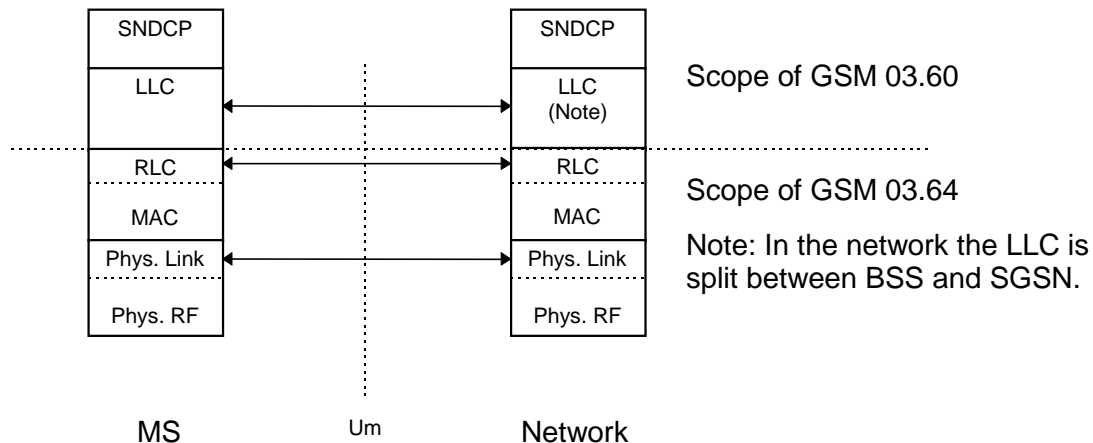 SNDCP
SNDCP
LLC
LLC
(Note)
Scope of GSM 03.60
RLC
RLC
MAC
MAC
Scope of GSM 03.64
Phys. Link
Phys. Link
Note: In the network the LLC is
split between BSS and SGSN.
Phys. RF
Phys. RF
MS
Um
Network